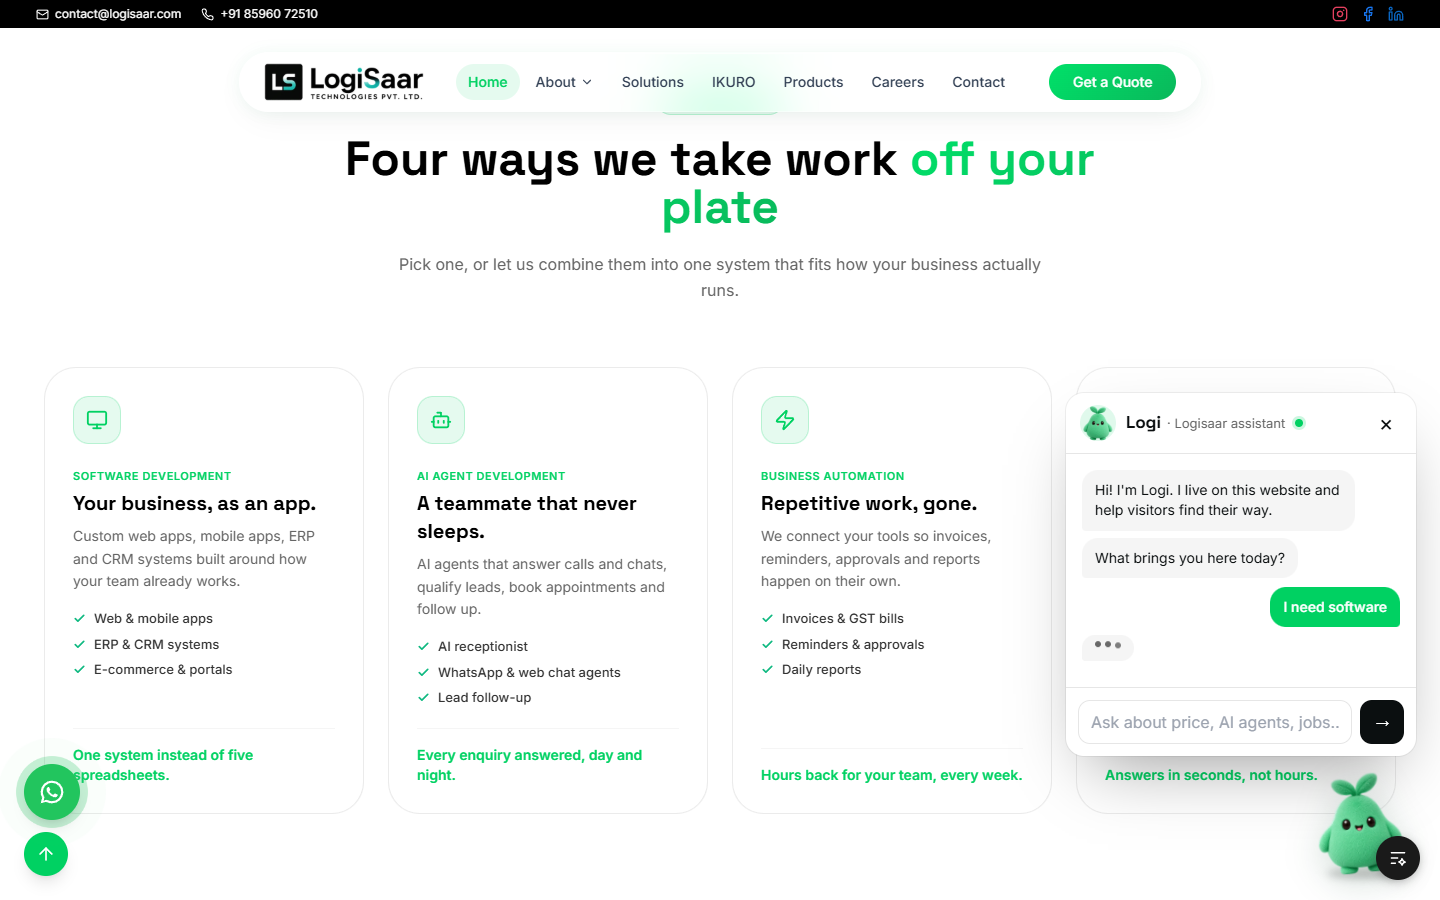 contact@logisaar.com
+91 85960 72510
LS LogiSaar
TECHNOLOGIES PVT. LTD.
Home
About
Solutions
IKURO
Products
Careers
Contact
Get a Quote
Four ways we take work off your
plate
Pick one, or let us combine them into one system that fits how your business actually
runs.
SOFTWARE DEVELOPMENT
Your business, as an app.
Custom web apps, mobile apps, ERP
and CRM systems built around how
your team already works.
Web & mobile apps
ERP & CRM systems
E-commerce & portals
One system instead of five
spreadsheets.
AI AGENT DEVELOPMENT
A teammate that never
sleeps.
AI agents that answer calls and chats,
qualify leads, book appointments and
follow up.
AI receptionist
WhatsApp & web chat agents
Lead follow-up
Every enquiry answered, day and
night.
BUSINESS AUTOMATION
Repetitive work, gone.
We connect your tools so invoices,
reminders, approvals and reports
happen on their own.
Invoices & GST bills
Reminders & approvals
Daily reports
Hours back for your team, every week.
Logi · Logisaar assistant
Hi! I'm Logi. I live on this website and
help visitors find their way.
What brings you here today?
I need software
Ask about price, AI agents, jobs..
Answers in seconds, not hours.